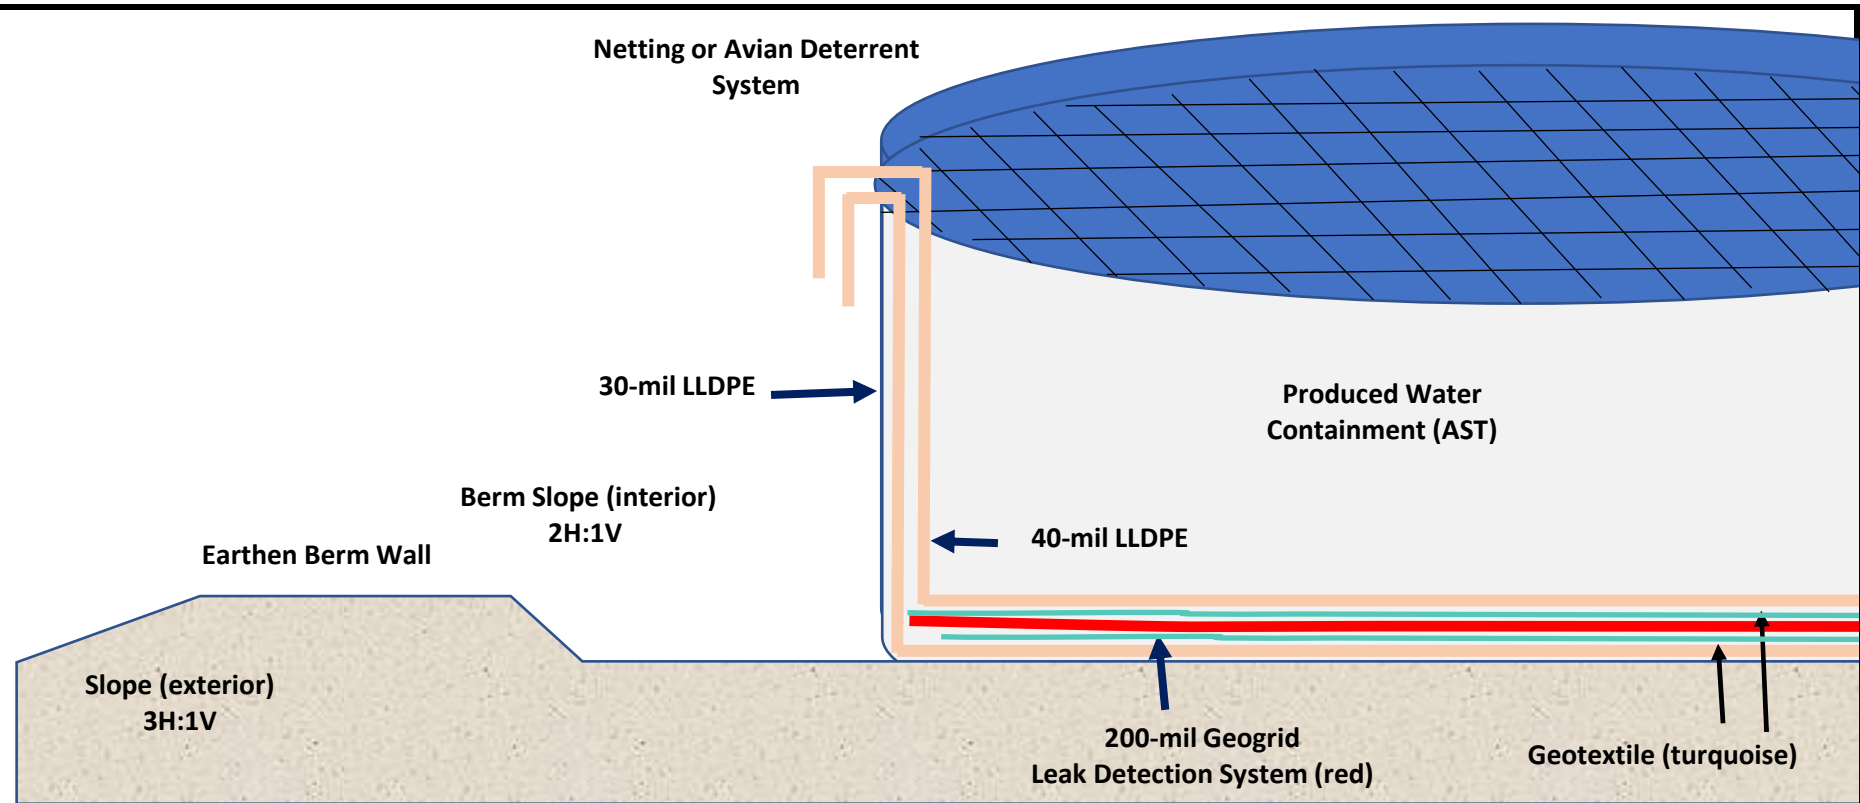 Netting or Avian Deterrent
System
30-mil LLDPE
Produced Water
Containment (AST)
Berm Slope (interior)
2H:1V
40-mil LLDPE
Earthen Berm Wall
Slope (exterior)
3H:1V
200-mil Geogrid
Leak Detection System (red)
Geotextile (turquoise)